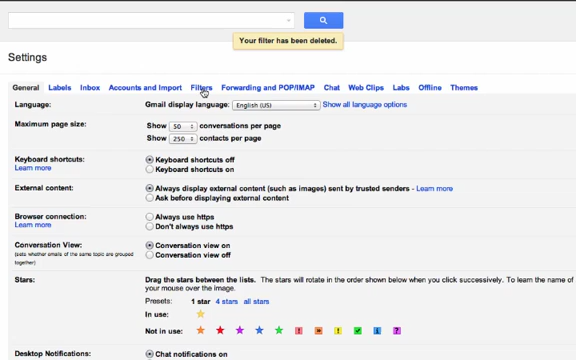 Your filter has been deleted.
Settings
General Labels Inbox Accounts and Import Filters Forwarding and POP/IMAP Chat Web Clips Labs Offline Themes
Language: Gmail display language: English (US) Show all language options
Maximum page size: Show 50 conversations per page
Show 250 contacts per page
Keyboard shortcuts: Keyboard shortcuts off
Learn more Keyboard shortcuts on
External content: Always display external content (such as images) sent by trusted senders - Learn more
Ask before displaying external content
Browser connection: Always use https
Learn more Don't always use https
Conversation View: Conversation view on
(sets whether emails of the same topic are grouped together) Conversation view off
Stars: Drag the stars between the lists. The stars will rotate in the order shown below when you click successively. To learn the name of
your mouse over the image.
Presets: 1 star 4 stars all stars
In use:
Not in use:
Desktop Notifications: Chat notifications on